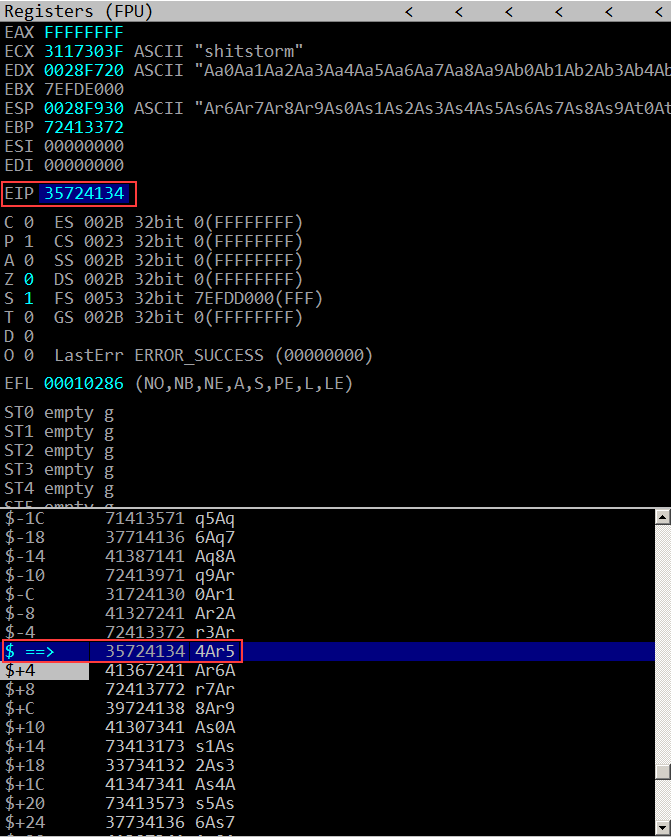 Registers (FPU) < < < < < <
EAX FFFFFFFF
ECX 3117303F ASCII "shitstorm"
EDX 0028F720 ASCII "Aa0Aa1Aa2Aa3Aa4Aa5Aa6Aa7Aa8Aa9Ab0Ab1Ab2Ab3Ab4Ab
EBX 7EFDE000
ESP 0028F930 ASCII "Ar6Ar7Ar8Ar9As0As1As2As3As4As5As6As7As8As9At0At
EBP 72413372
ESI 00000000
EDI 00000000
EIP 35724134
C 0 ES 002B 32bit 0(FFFFFFFF)
P 1 CS 0023 32bit 0(FFFFFFFF)
A 0 SS 002B 32bit 0(FFFFFFFF)
Z 0 DS 002B 32bit 0(FFFFFFFF)
S 1 FS 0053 32bit 7EFDD000(FFF)
T 0 GS 002B 32bit 0(FFFFFFFF)
D 0
O 0 LastErr ERROR_SUCCESS (00000000)
EFL 00010286 (NO,NB,NE,A,S,PE,L,LE)
ST0 empty g
ST1 empty g
ST2 empty g
ST3 empty g
ST4 empty g
$-1C 71413571 q5Aq
$-18 37714136 6Aq7
$-14 41387141 Aq8A
$-10 72413971 q9Ar
$-C 31724130 0Ar1
$-8 41327241 Ar2A
$-4 72413372 r3Ar
$ ==> 35724134 4Ar5
$+4 41367241 Ar6A
$+8 72413772 r7Ar
$+C 39724138 8Ar9
$+10 41307341 As0A
$+14 73413173 s1As
$+18 33734132 2As3
$+1C 41347341 As4A
$+20 73413573 s5As
$+24 37734136 6As7